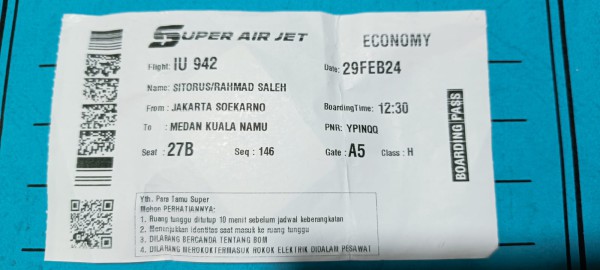 SUPER AIR JET
ECONOMY
Flight: IU 942
Date: 29FEB24
Name: SITORUS/RAHMAD SALEH
From : JAKARTA SOEKARNO
BoardingTime: 12:30
To : MEDAN KUALA NAMU
PNR: YPINQQ
Seat : 27B
Seq : 146
Gate : A5
Class : H
BOARDING PASS
Yth. Para Tamu Super
Mohon PERHATIANNYA:
1. Ruang tunggu ditutup 10 menit sebelum jadwal keberangkatan
2. Menunjukkan identitas saat masuk ke ruang tunggu
3. DILARANG BERCANDA TENTANG BOM
4. DILARANG MEROKOK TERMASUK ROKOK ELEKTRIK DIDALAM PESAWAT